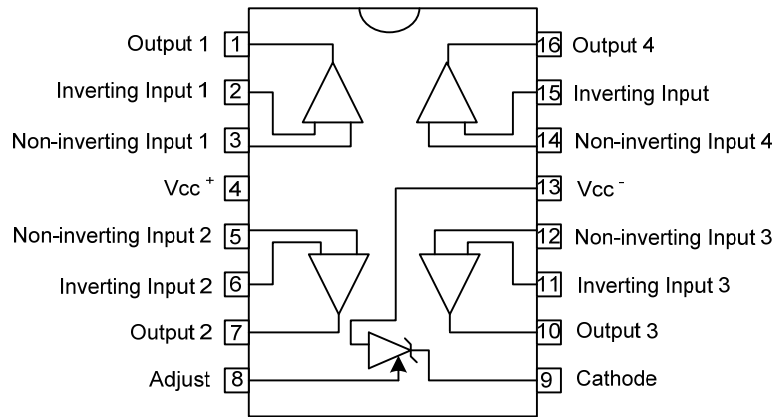 Output 1 1 16 Output 4
Inverting Input 1 2 15 Inverting Input
Non-inverting Input 1 3 14 Non-inverting Input 4
Vcc + 4 13 Vcc -
Non-inverting Input 2 5 12 Non-inverting Input 3
Inverting Input 2 6 11 Inverting Input 3
Output 2 7 10 Output 3
Adjust 8 9 Cathode